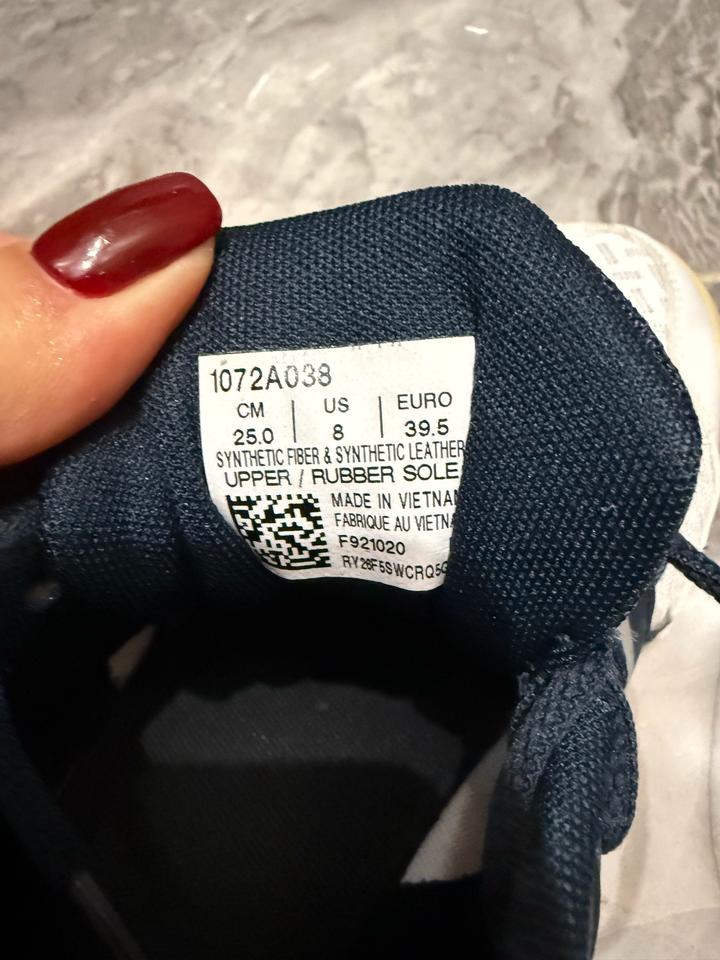 1072A038
CM | US | EURO
25.0 | 8 | 39.5
SYNTHETIC FIBER & SYNTHETIC LEATHER
UPPER / RUBBER SOLE
MADE IN VIETNAM
FABRIQUE AU VIETNA
F921020